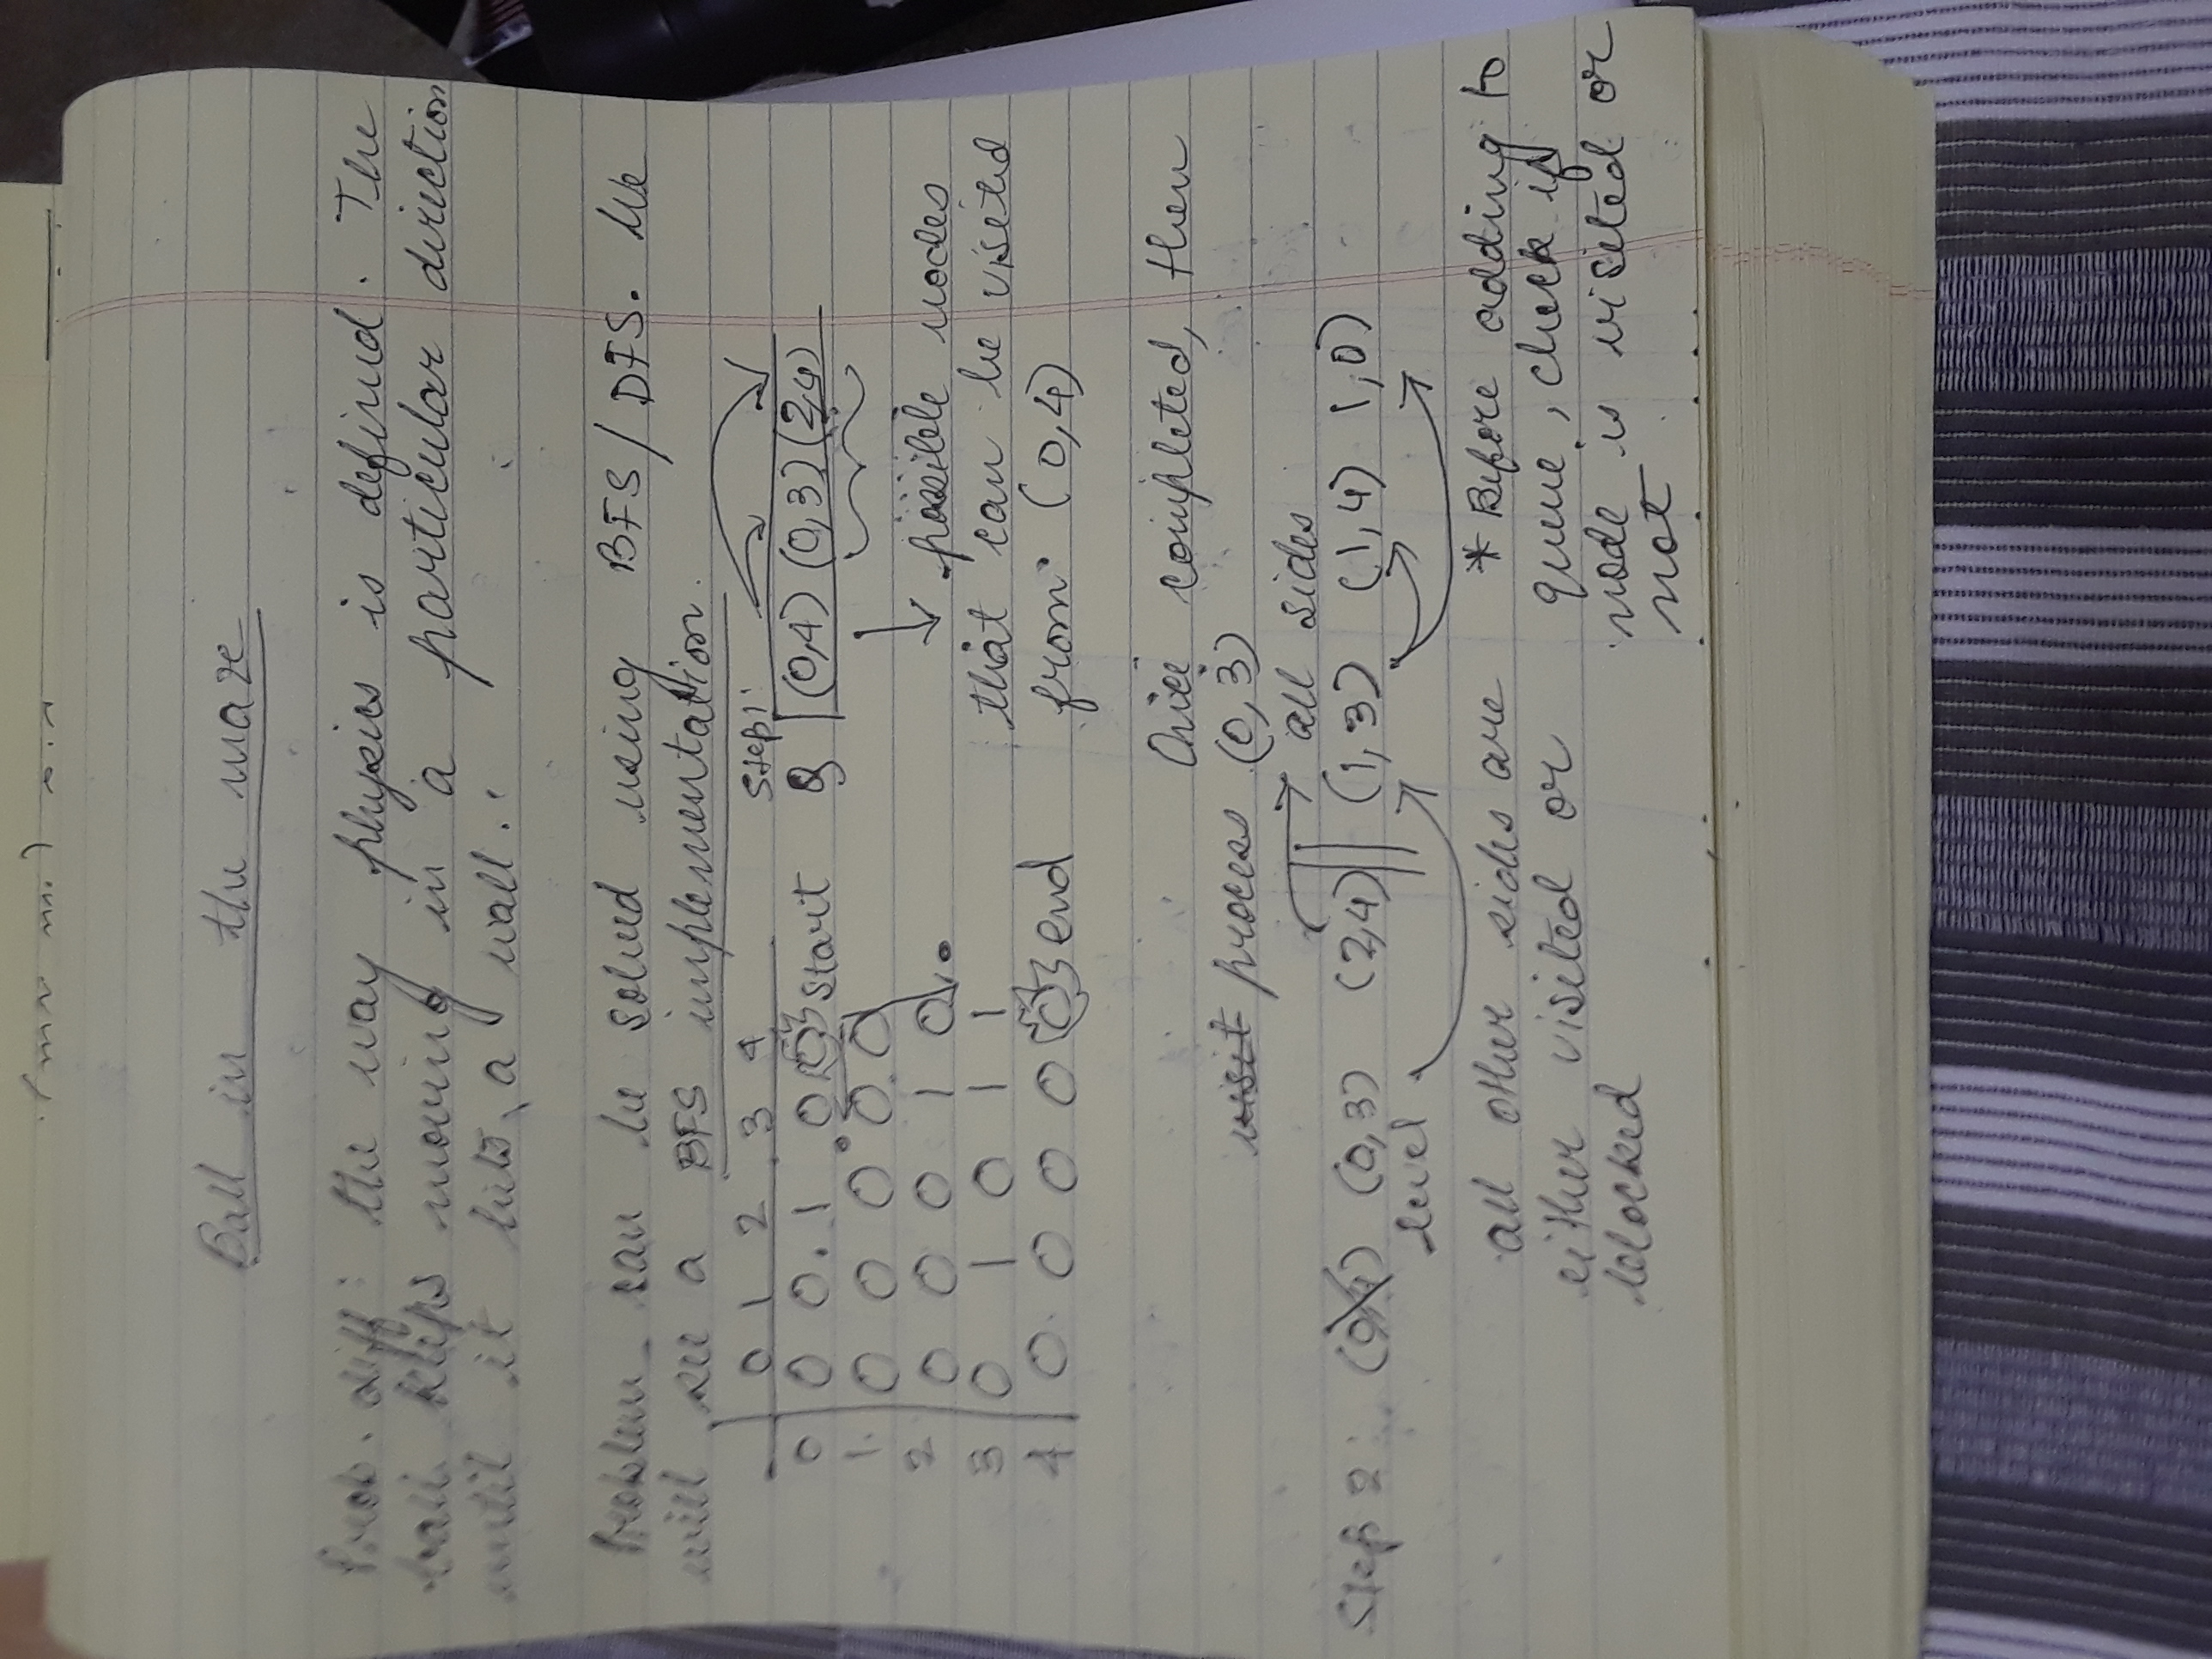 Ball in the maze
Prob. diff: the way physics is defined. The
ball keeps moving in a particular direction
until it hits a wall.
Problem can be solved using BFS/DFS. We
will see a BFS implementation.
0 1 2 3 4 Step 1:
0 0 0 1 0 0 start Q (0,4) (0,3) (2,4)
1 0 0 0 0 0
2 0 0 0 1 0 possible nodes
3 0 1 0 1 1 that can be visited
4 0 0 0 0 0 end from (0,4)
Once completed, then
visit process (0,3)
all sides
Step 2: (0,4) (0,3) (2,4) (1,3) (1,4) 1,0)
level
all other sides are
either visited or
blocked
* Before adding to
queue, check if
node is visited or
not